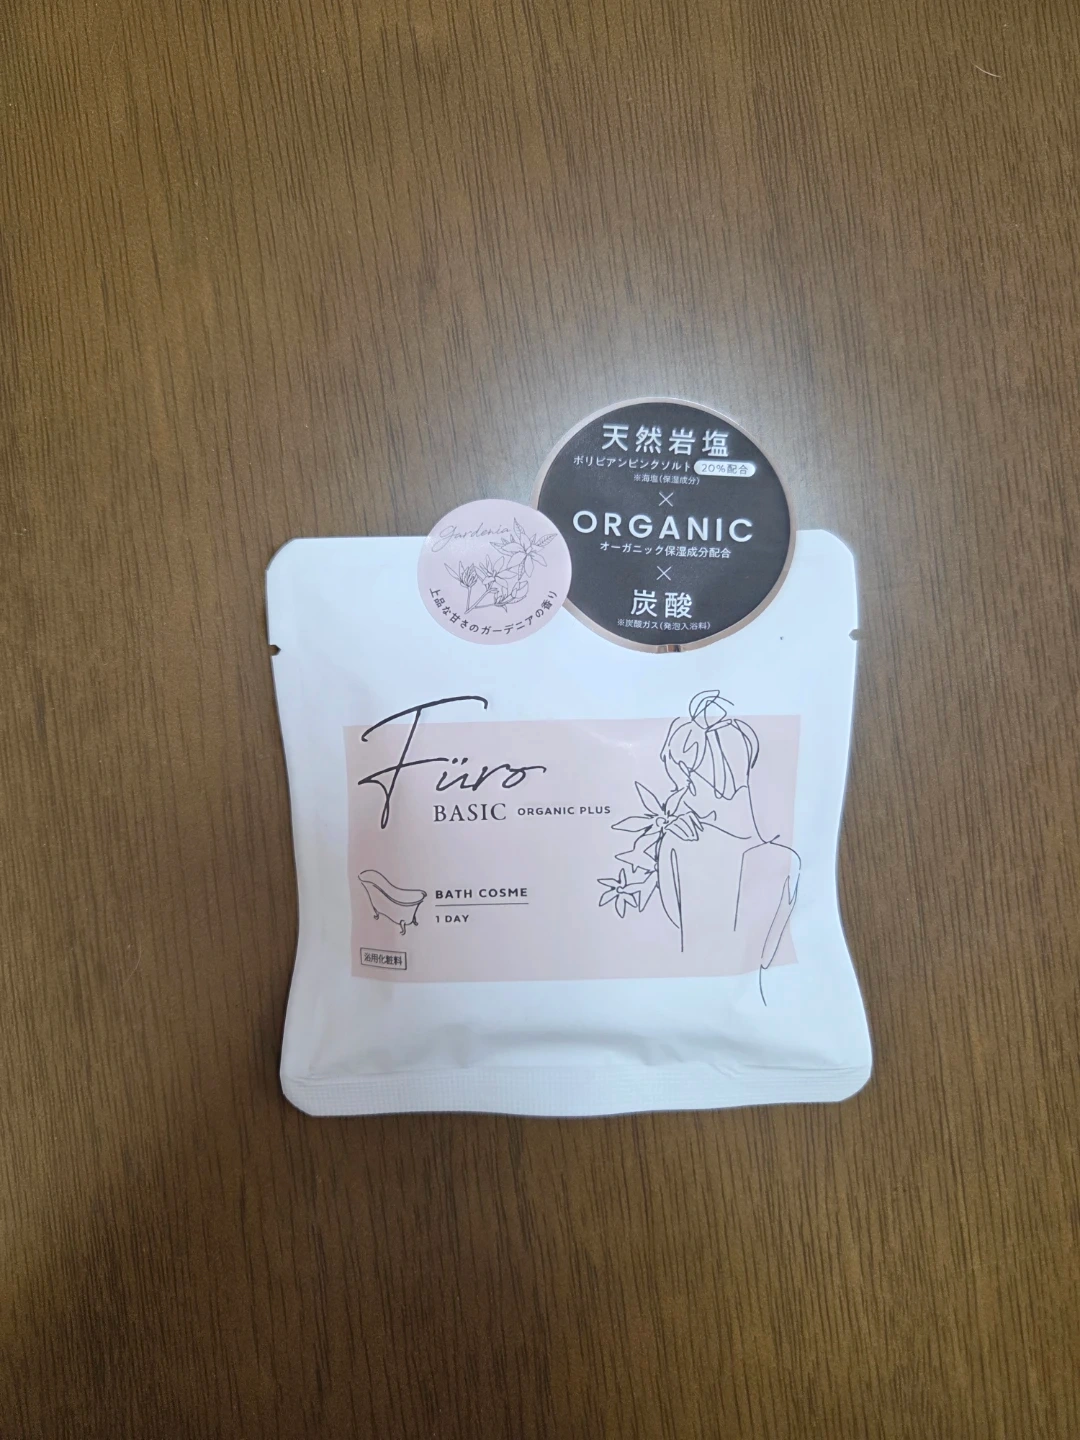 天然岩塩
ボリビアンピンクソルト 20%配合
※海塩(保湿成分)
×
ORGANIC
オーガニック保湿成分配合
×
炭酸
※炭酸ガス(発泡入浴料)
Gardenia
上品な甘さのガーデニアの香り
Füro
BASIC ORGANIC PLUS
BATH COSME
1 DAY
浴用化粧料